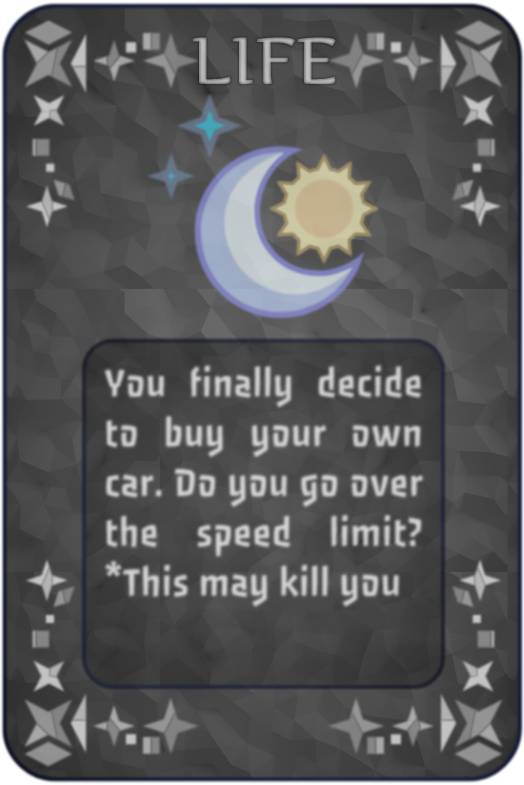 LIFE
You finally decide
to buy your own
car. Do you go over
the speed limit?
*This may kill you